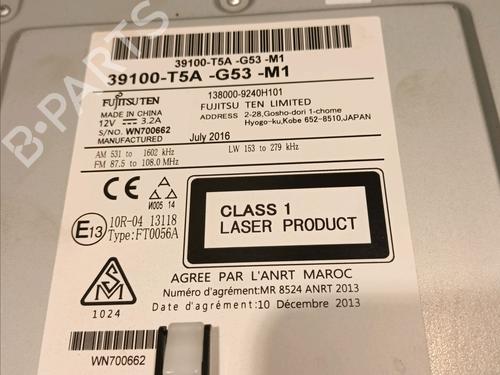 39100-T5A -G53 -M1
39100-T5A -G53 -M1
FUJITSU TEN
138000-9240H101
FUJITSU TEN LIMITED
MADE IN CHINA
12V 3.2A
ADDRESS 2-28, Gosho-dori 1-chome
Hyogo-ku, Kobe 652-8510, JAPAN
S/NO. WN700662
MANUFACTURED July 2016
AM 531 to 1602 kHz LW 153 to 279 kHz
FM 87.5 to 108.0 MHz
CE
И005 14
CLASS 1
LASER PRODUCT
E13 10R-04 13118
Type: FT0056A
SM
1024
AGREE PAR L'ANRT MAROC
Numéro d'agrément: MR 8524 ANRT 2013
Date d'agrément: 10 Décembre 2013
WN700662
B-PARTS